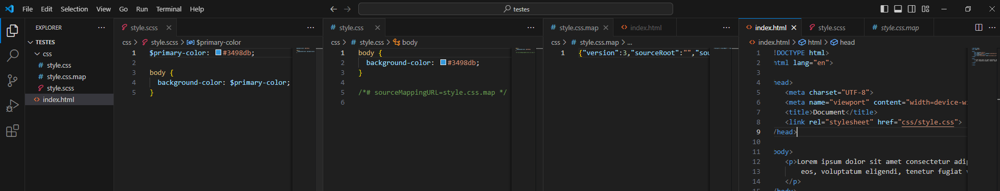 File Edit Selection View Go Run Terminal Help
testes
EXPLORER
TESTES
css
style.css
style.css.map
style.scss
index.html
style.scss
css > style.scss > $primary-color
1 $primary-color: #3498db;
2
3 body {
4 background-color: $primary-color;
5 }
style.css
css > style.css > body
1 body {
2 background-color: #3498db;
3 }
4
5 /*# sourceMappingURL=style.css.map */
6
style.css.map index.html
css > style.css.map > ...
1 {"version":3,"sourceRoot":"","sou
index.html style.scss style.css.map
index.html > html > head
1 !DOCTYPE html>
2 html lang="en">
3
4 head>
5 <meta charset="UTF-8">
6 <meta name="viewport" content="width=device-wi
7 <title>Document</title>
8 <link rel="stylesheet" href="css/style.css">
9 /head>
10
11 body>
12 <p>Lorem ipsum dolor sit amet consectetur adip
13 eos, voluptatum eligendi, tenetur fugiat v
14 </p>
15 /body>